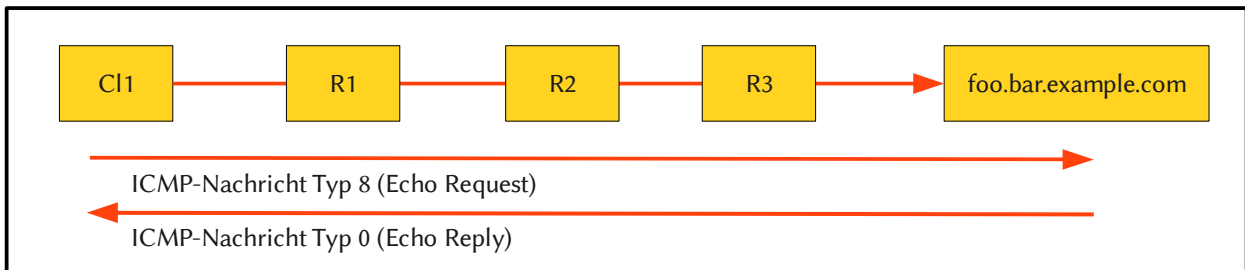 Cl1 R1 R2 R3 foo.bar.example.com
ICMP-Nachricht Typ 8 (Echo Request)
ICMP-Nachricht Typ 0 (Echo Reply)